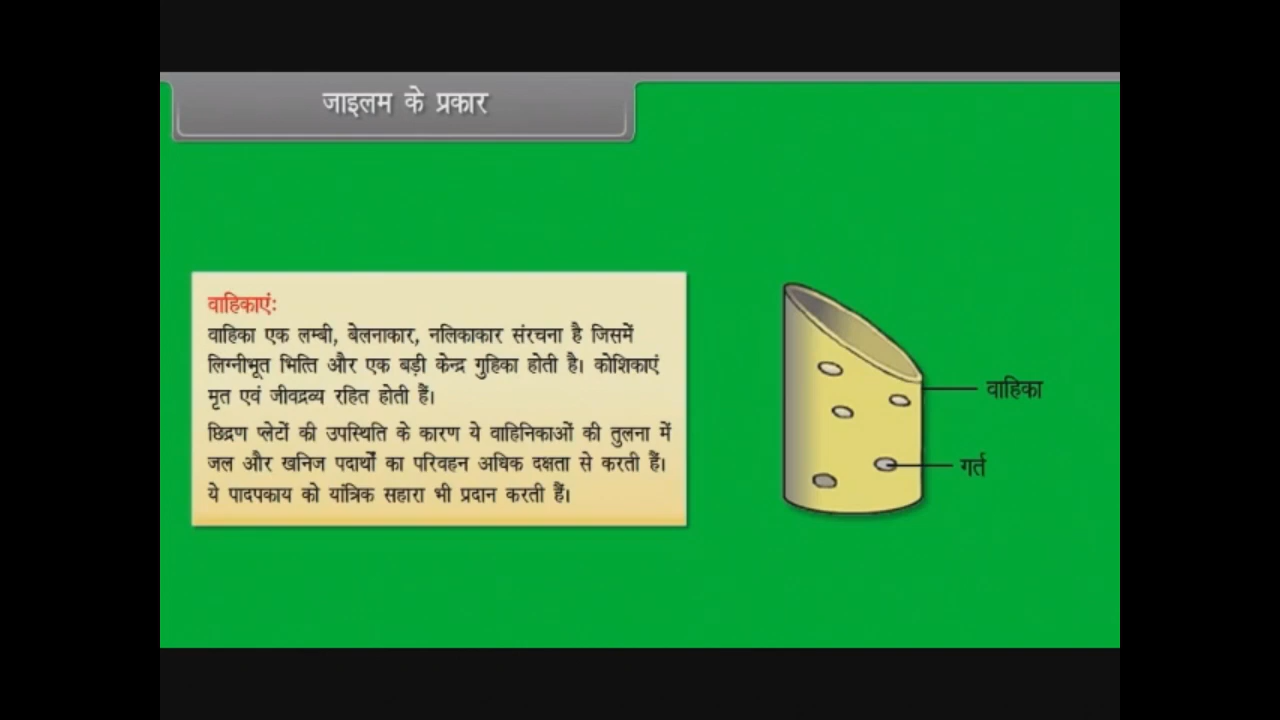 जाइलम के प्रकार
वाहिकाएं:
वाहिका एक लम्बी, बेलनाकार, नलिकाकार संरचना है जिसमें
लिग्नीभूत भित्ति और एक बड़ी केन्द्र गुहिका होती है। कोशिकाएं
मृत एवं जीवद्रव्य रहित होती हैं।
छिद्रण प्लेटों की उपस्थिति के कारण ये वाहिनिकाओं की तुलना में
जल और खनिज पदार्थों का परिवहन अधिक दक्षता से करती हैं।
ये पादपकाय को यांत्रिक सहारा भी प्रदान करती हैं।
वाहिका
गर्त